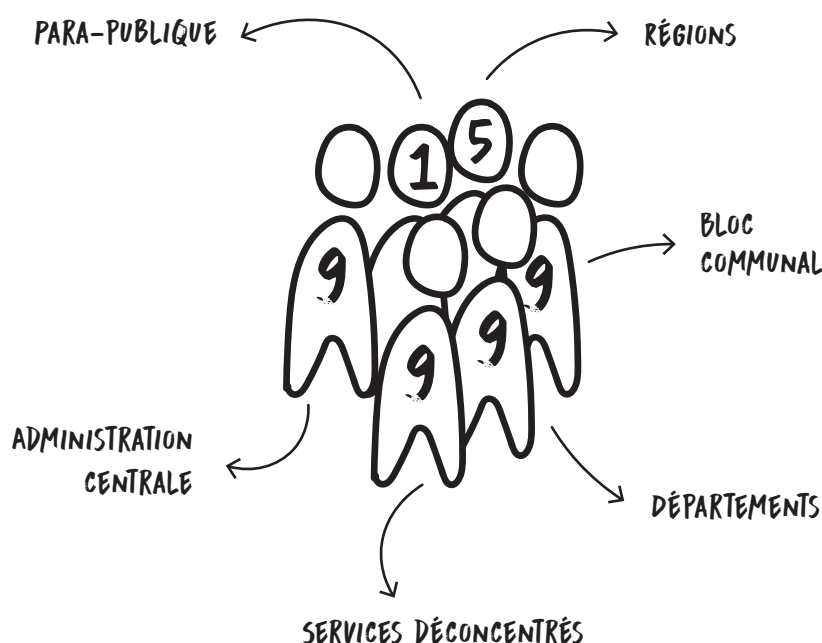 PARA-PUBLIQUE
RÉGIONS
1
5
BLOC
COMMUNAL
9
9
9
9
ADMINISTRATION
CENTRALE
DÉPARTEMENTS
SERVICES DÉCONCENTRÉS